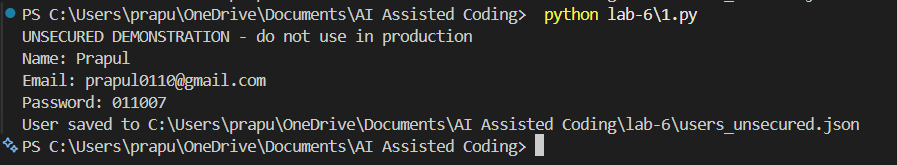 PS C:\Users\prapu\OneDrive\Documents\AI Assisted Coding> python lab-6\1.py
UNSECURED DEMONSTRATION - do not use in production
Name: Prapul
Email: prapul0110@gmail.com
Password: 011007
User saved to C:\Users\prapu\OneDrive\Documents\AI Assisted Coding\lab-6\users_unsecured.json
PS C:\Users\prapu\OneDrive\Documents\AI Assisted Coding>